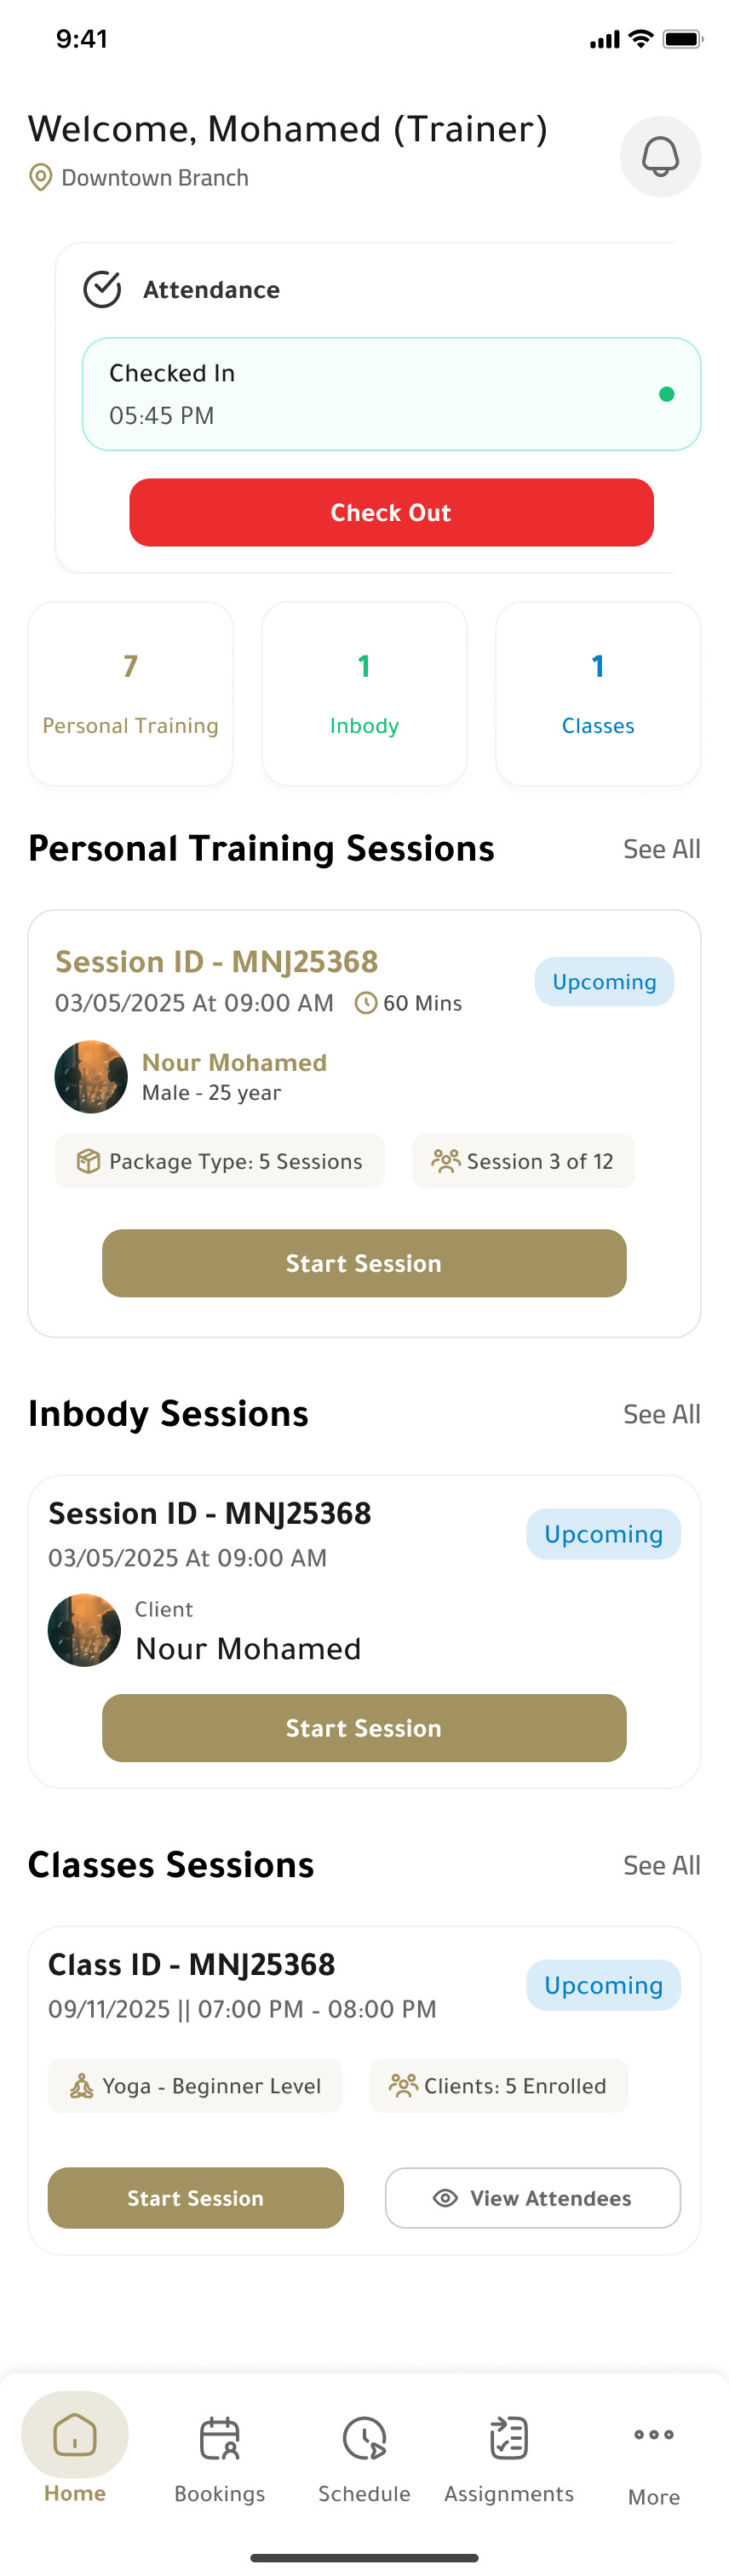 9:41
Welcome, Mohamed (Trainer)
Downtown Branch
Attendance
Checked In
05:45 PM
Check Out
7
Personal Training
1
Inbody
1
Classes
Personal Training Sessions
See All
Session ID - MNJ25368
Upcoming
03/05/2025 At 09:00 AM
60 Mins
Nour Mohamed
Male - 25 year
Package Type: 5 Sessions
Session 3 of 12
Start Session
Inbody Sessions
See All
Session ID - MNJ25368
Upcoming
03/05/2025 At 09:00 AM
Client
Nour Mohamed
Start Session
Classes Sessions
See All
Class ID - MNJ25368
Upcoming
09/11/2025 || 07:00 PM - 08:00 PM
Yoga - Beginner Level
Clients: 5 Enrolled
Start Session
View Attendees
Home
Bookings
Schedule
Assignments
More